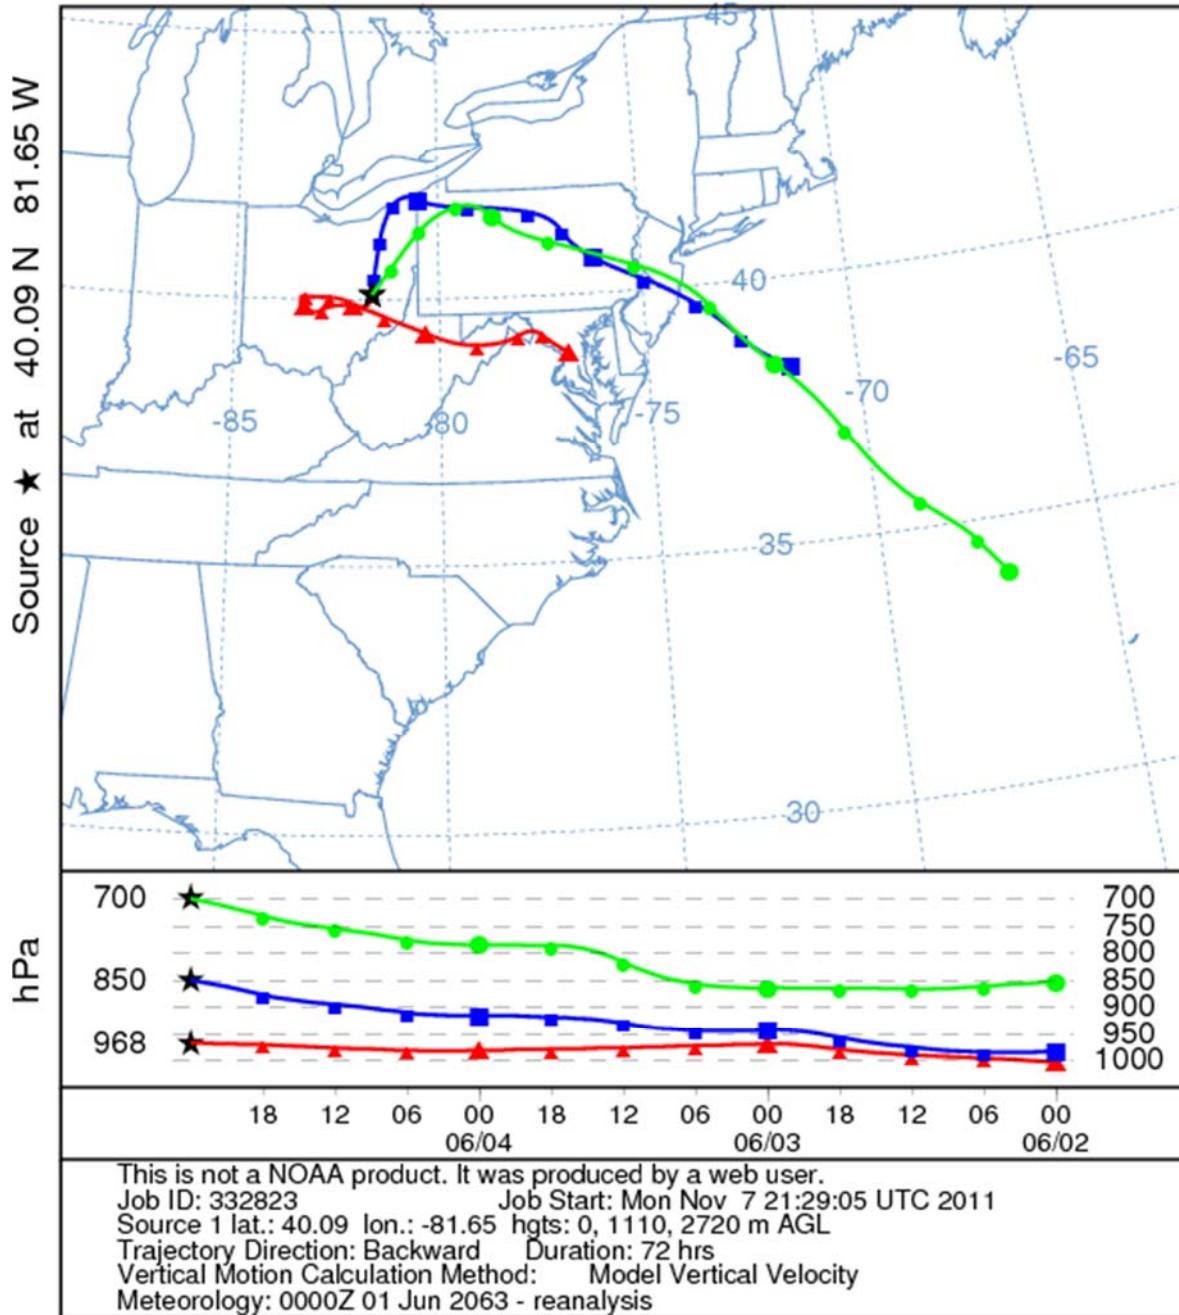 Source ★ at 40.09 N 81.65 W
45
40
-65
-70
-85
-80
-75
35
30
hPa
700
850
968
700
750
800
850
900
950
1000
18 12 06 00 18 12 06 00 18 12 06 00
06/04 06/03 06/02
This is not a NOAA product. It was produced by a web user.
Job ID: 332823 Job Start: Mon Nov 7 21:29:05 UTC 2011
Source 1 lat.: 40.09 lon.: -81.65 hgts: 0, 1110, 2720 m AGL
Trajectory Direction: Backward Duration: 72 hrs
Vertical Motion Calculation Method: Model Vertical Velocity
Meteorology: 0000Z 01 Jun 2063 - reanalysis